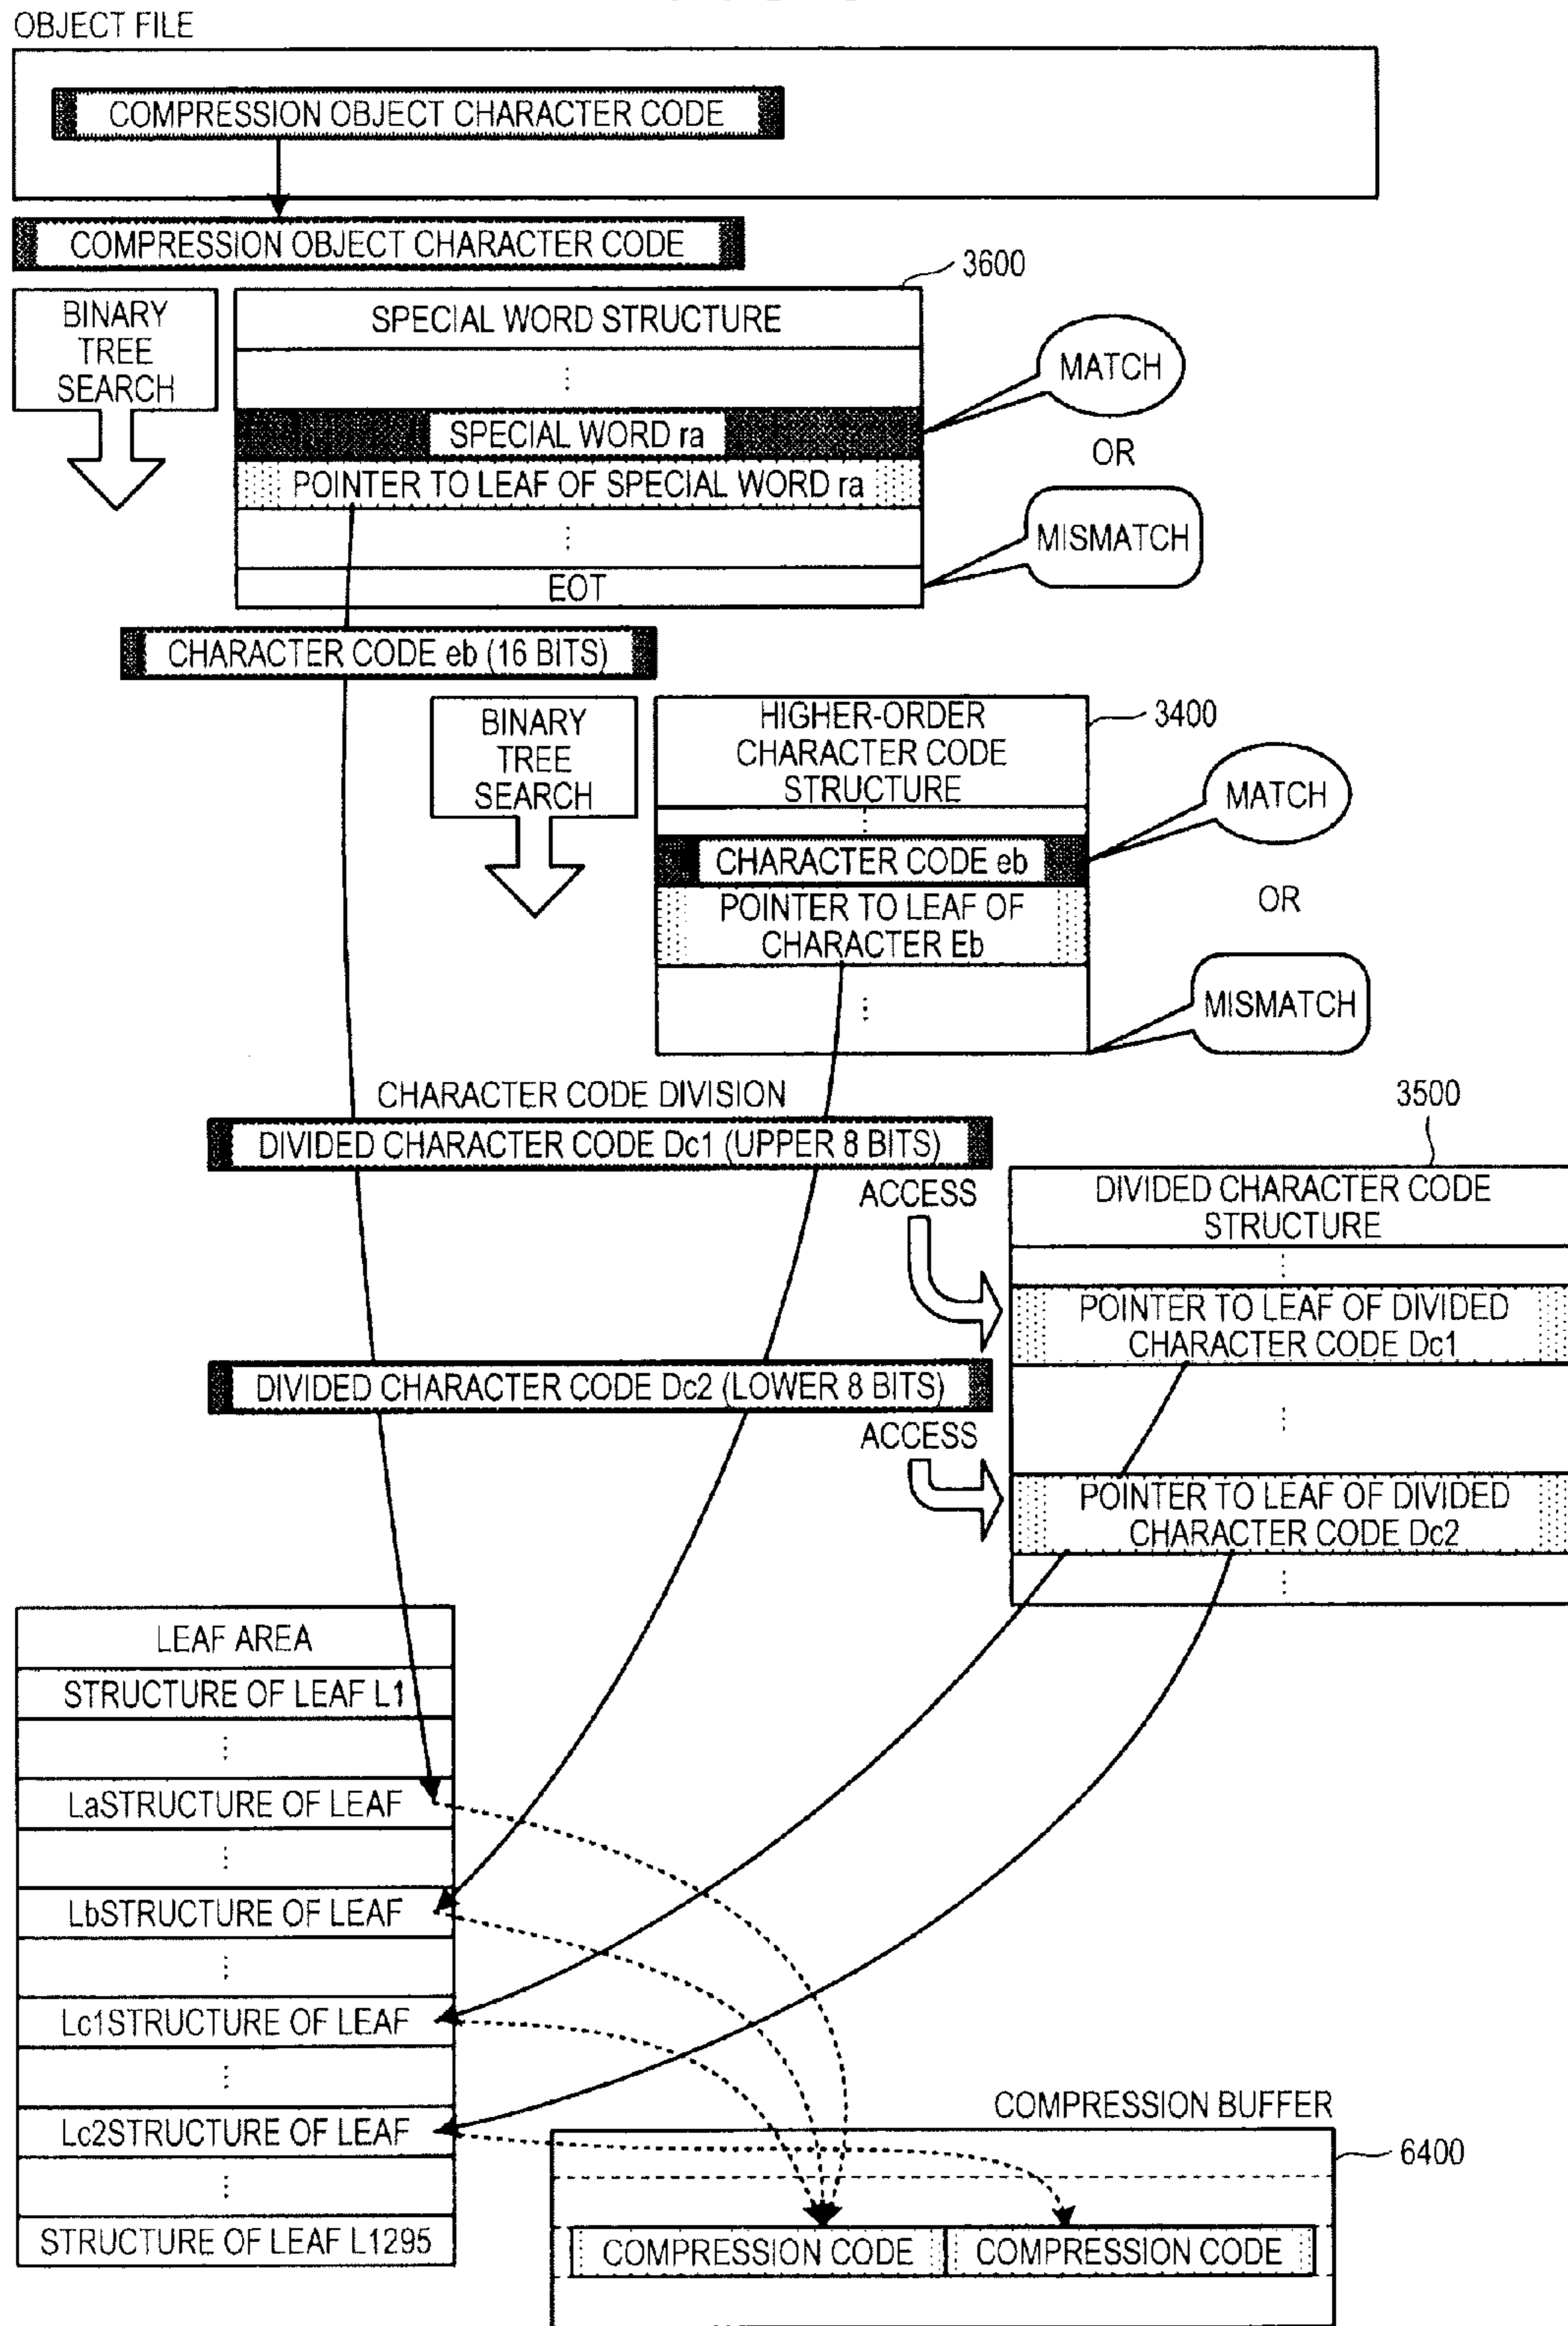 OBJECT FILE
COMPRESSION OBJECT CHARACTER CODE
COMPRESSION OBJECT CHARACTER CODE
3600
BINARY
TREE
SEARCH
SPECIAL WORD STRUCTURE
MATCH
SPECIAL WORD ra
OR
POINTER TO LEAF OF SPECIAL WORD ra
MISMATCH
EOT
CHARACTER CODE eb (16 BITS)
3400
BINARY
TREE
SEARCH
HIGHER-ORDER
CHARACTER CODE
STRUCTURE
MATCH
CHARACTER CODE eb
OR
POINTER TO LEAF OF
CHARACTER Eb
MISMATCH
CHARACTER CODE DIVISION
3500
DIVIDED CHARACTER CODE Dc1 (UPPER 8 BITS)
ACCESS
DIVIDED CHARACTER CODE
STRUCTURE
POINTER TO LEAF OF DIVIDED
CHARACTER CODE Dc1
DIVIDED CHARACTER CODE Dc2 (LOWER 8 BITS)
ACCESS
POINTER TO LEAF OF DIVIDED
CHARACTER CODE Dc2
LEAF AREA
STRUCTURE OF LEAF L1
LaSTRUCTURE OF LEAF
LbSTRUCTURE OF LEAF
Lc1STRUCTURE OF LEAF
Lc2STRUCTURE OF LEAF
STRUCTURE OF LEAF L1295
COMPRESSION BUFFER
6400
COMPRESSION CODE
COMPRESSION CODE